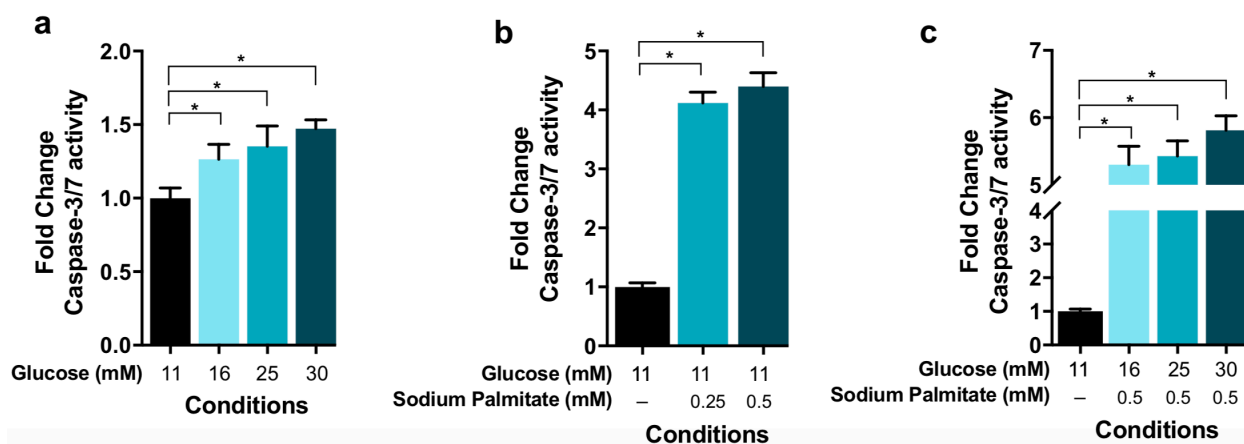 a
Fold Change
Caspase-3/7 activity
2.0
1.5
1.0
0.5
0.0
*
*
*
Glucose (mM) 11 16 25 30
Conditions
b
Fold Change
Caspase-3/7 activity
5
4
3
2
1
0
*
*
Glucose (mM) 11 11 11
Sodium Palmitate (mM) – 0.25 0.5
Conditions
c
Fold Change
Caspase-3/7 activity
7
6
5
4
3
2
1
0
*
*
*
Glucose (mM) 11 16 25 30
Sodium Palmitate (mM) – 0.5 0.5 0.5
Conditions